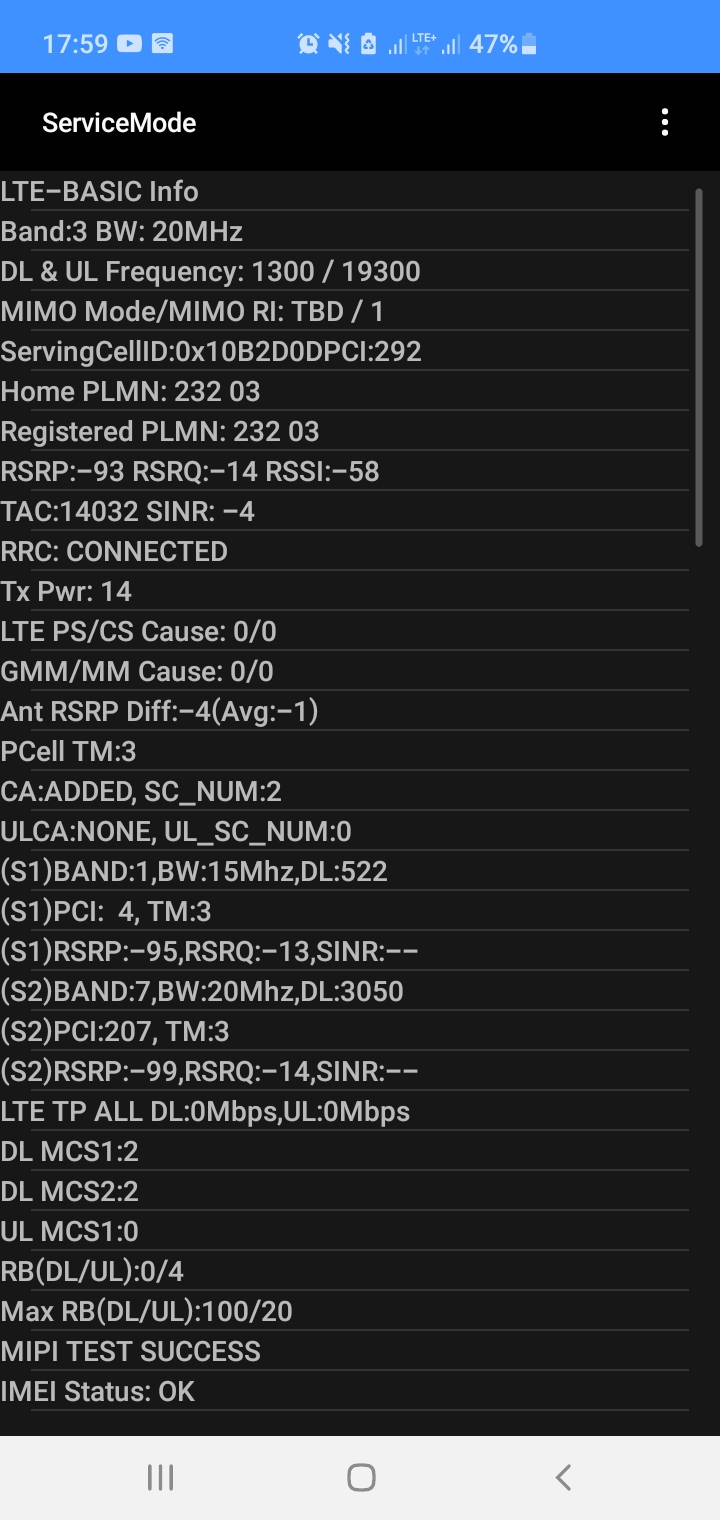 17:59 LTE+ 47%
ServiceMode
LTE-BASIC Info
Band:3 BW: 20MHz
DL & UL Frequency: 1300 / 19300
MIMO Mode/MIMO RI: TBD / 1
ServingCellID:0x10B2D0DPCI:292
Home PLMN: 232 03
Registered PLMN: 232 03
RSRP:-93 RSRQ:-14 RSSI:-58
TAC:14032 SINR: -4
RRC: CONNECTED
Tx Pwr: 14
LTE PS/CS Cause: 0/0
GMM/MM Cause: 0/0
Ant RSRP Diff:-4(Avg:-1)
PCell TM:3
CA:ADDED, SC_NUM:2
ULCA:NONE, UL_SC_NUM:0
(S1)BAND:1,BW:15Mhz,DL:522
(S1)PCI:  4, TM:3
(S1)RSRP:-95,RSRQ:-13,SINR:--
(S2)BAND:7,BW:20Mhz,DL:3050
(S2)PCI:207, TM:3
(S2)RSRP:-99,RSRQ:-14,SINR:--
LTE TP ALL DL:0Mbps,UL:0Mbps
DL MCS1:2
DL MCS2:2
UL MCS1:0
RB(DL/UL):0/4
Max RB(DL/UL):100/20
MIPI TEST SUCCESS
IMEI Status: OK